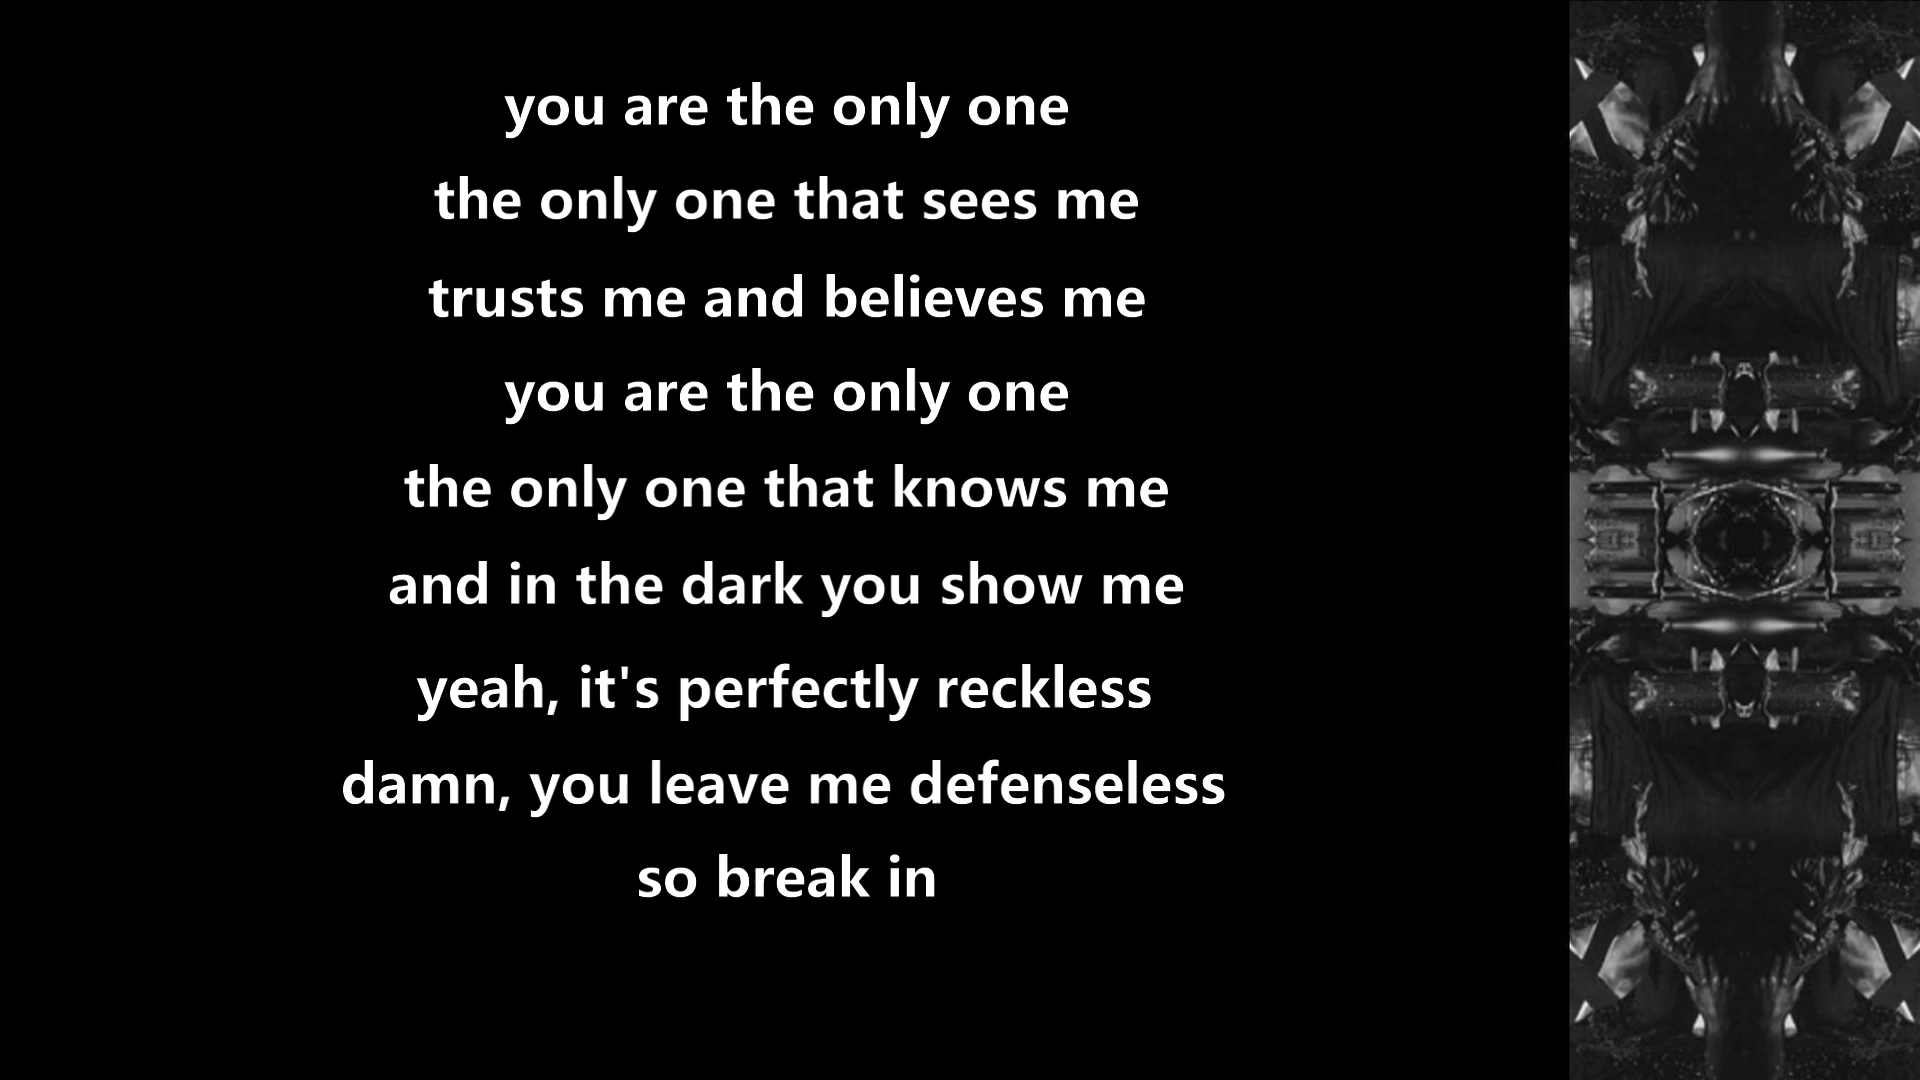 you are the only one
the only one that sees me
trusts me and believes me
you are the only one
the only one that knows me
and in the dark you show me
yeah, it's perfectly reckless
damn, you leave me defenseless
so break in